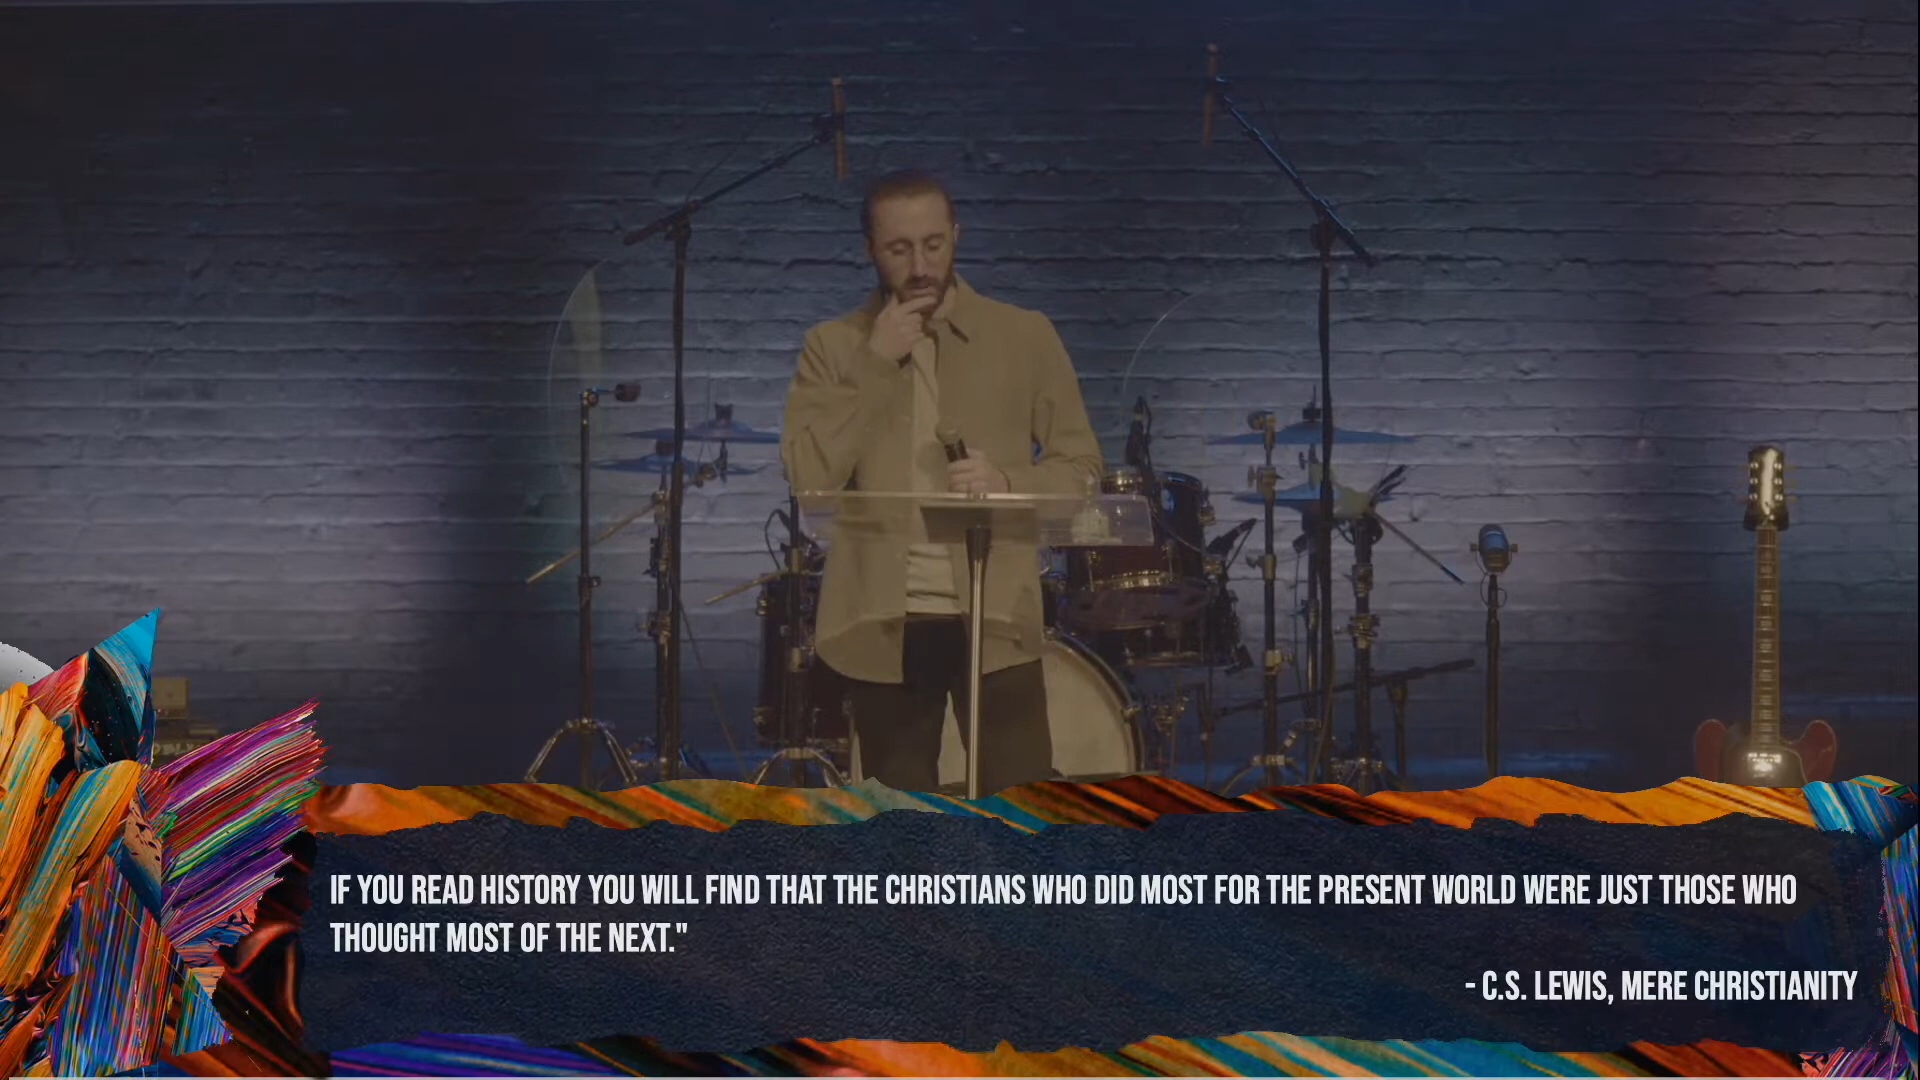 IF YOU READ HISTORY YOU WILL FIND THAT THE CHRISTIANS WHO DID MOST FOR THE PRESENT WORLD WERE JUST THOSE WHO
THOUGHT MOST OF THE NEXT."
- C.S. LEWIS, MERE CHRISTIANITY